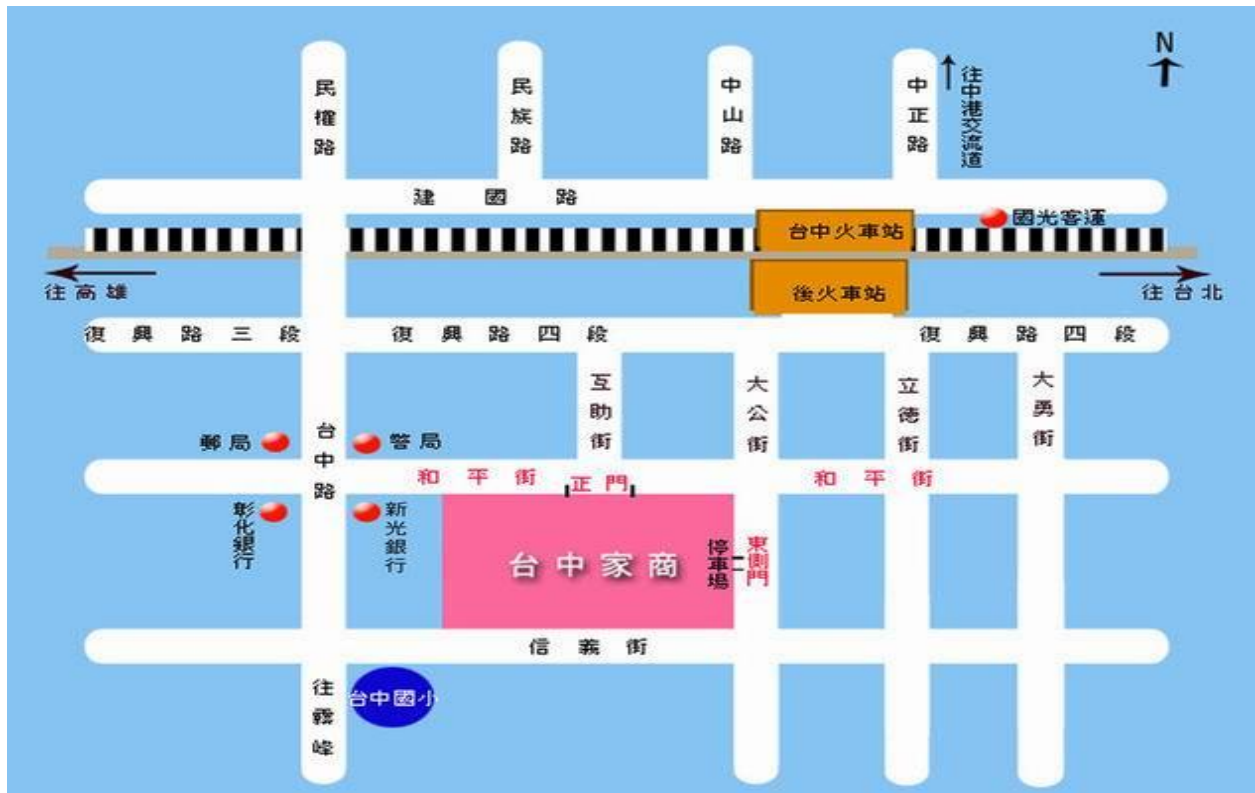 N
民權路
民族路
中山路
中正路
往中港交流道
建國路
國光客運
台中火車站
後火車站
往高雄
往台北
復興路三段
復興路四段
復興路四段
互助街
大公街
立德街
大勇街
郵局
台中路
警局
和平街
正門
和平街
彰化銀行
新光銀行
台中家商
停車場
東側門
信義街
往霧峰
台中國小